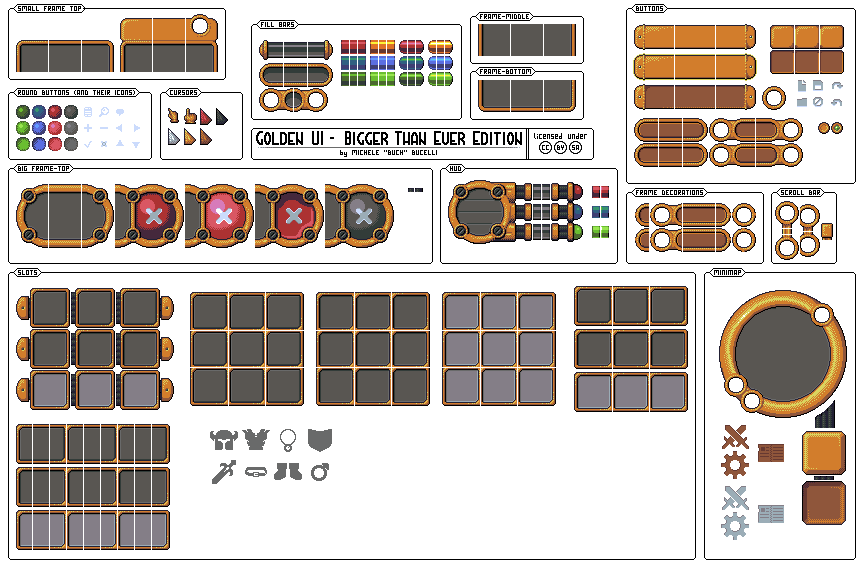 SMALL FRAME TOP
FILL BARS
FRAME-MIDDLE
BUTTONS
FRAME-BOTTOM
ROUND BUTTONS (AND THEIR ICONS)
CURSORS
GOLDEN UI - BIGGER THAN EVER EDITION
by MICHELE "BUCH" BUCELLI
licensed under
CC BY SA
BIG FRAME-TOP
HUD
FRAME DECORATIONS
SCROLL BAR
SLOTS
MINIMAP